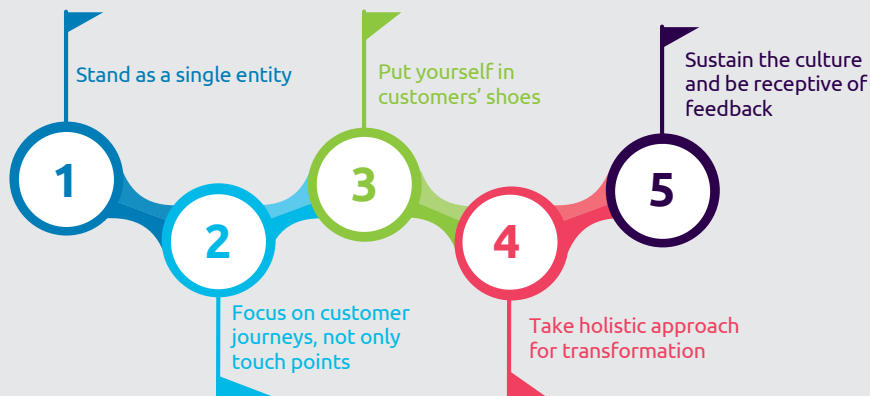 1
Stand as a single entity
2
Focus on customer
journeys, not only
touch points
3
Put yourself in
customers’ shoes
4
Take holistic approach
for transformation
5
Sustain the culture
and be receptive of
feedback